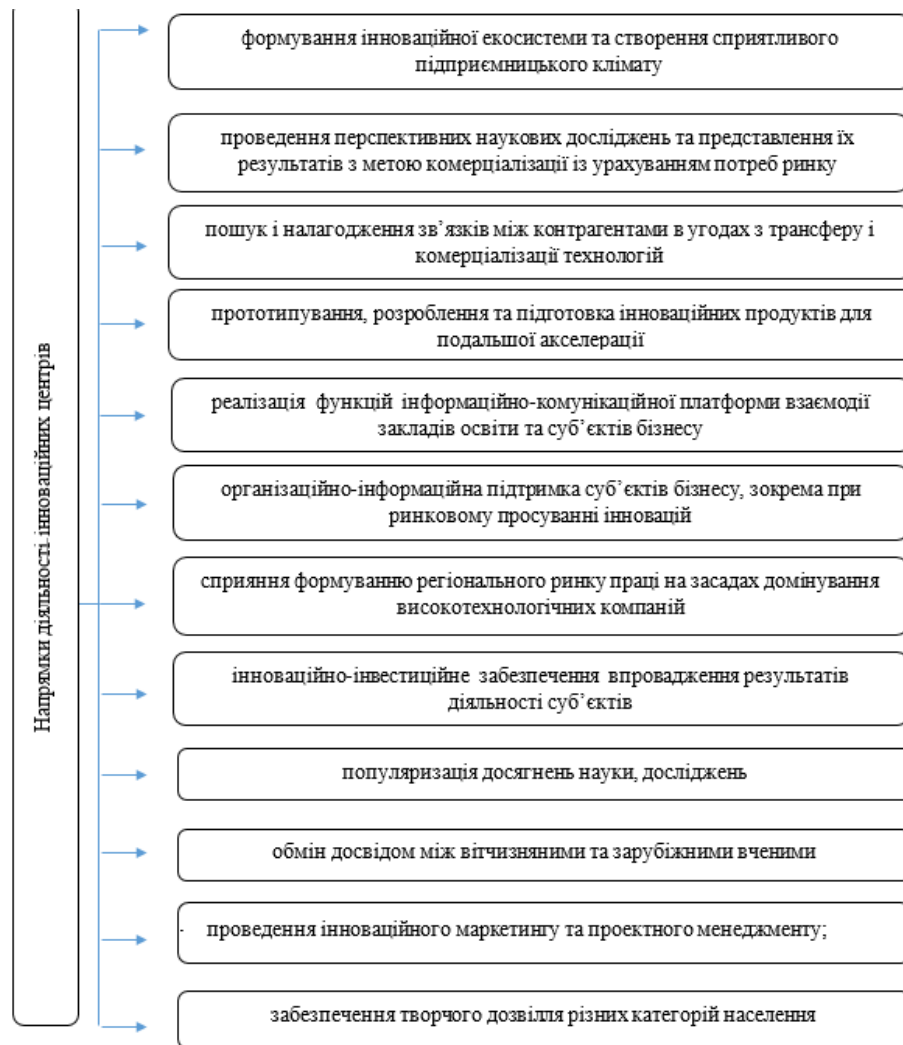 Напрямки діяльності інноваційних центрів
формування інноваційної екосистеми та створення сприятливого
підприємницького клімату
проведення перспективних наукових досліджень та представлення їх
результатів з метою комерціалізації із урахуванням потреб ринку
пошук і налагодження зв’язків між контрагентами в угодах з трансферу і
комерціалізації технологій
прототипування, розроблення та підготовка інноваційних продуктів для
подальшої акселерації
реалізація функцій інформаційно-комунікаційної платформи взаємодії
закладів освіти та суб’єктів бізнесу
організаційно-інформаційна підтримка суб’єктів бізнесу, зокрема при
ринковому просуванні інновацій
сприяння формуванню регіонального ринку праці на засадах домінування
високотехнологічних компаній
інноваційно-інвестиційне забезпечення впровадження результатів
діяльності суб’єктів
популяризація досягнень науки, досліджень
обмін досвідом між вітчизняними та зарубіжними вченими
· проведення інноваційного маркетингу та проектного менеджменту;
забезпечення творчого дозвілля різних категорій населення